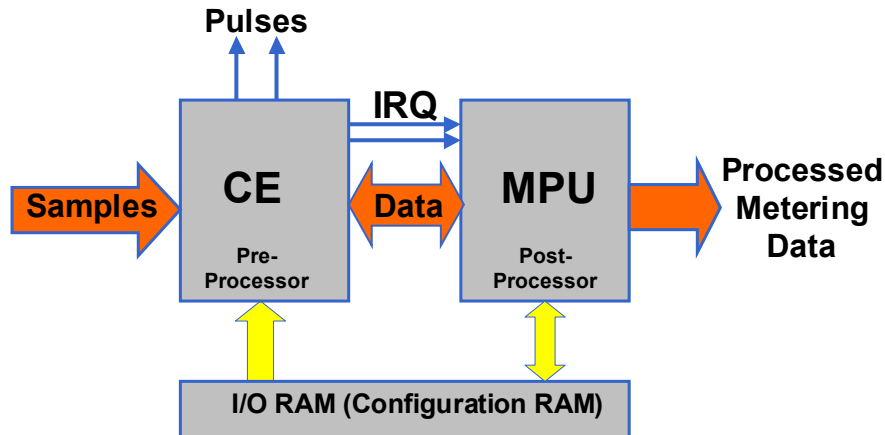 Pulses
IRQ
Samples
CE
Data
MPU
Processed
Metering
Data
Pre-
Processor
Post-
Processor
I/O RAM (Configuration RAM)